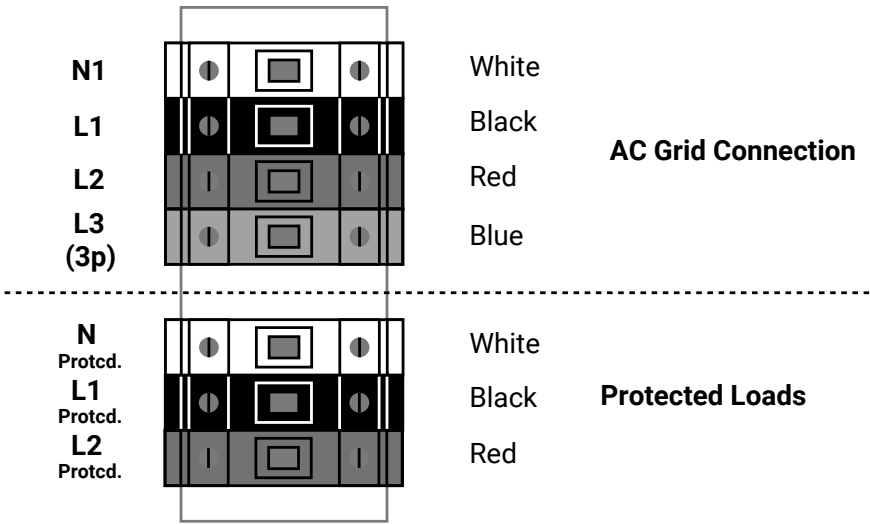 N1 White
L1 Black
AC Grid Connection
L2 Red
L3 Blue
(3p)
N White
Protcd.
L1 Black Protected Loads
Protcd.
L2 Red
Protcd.